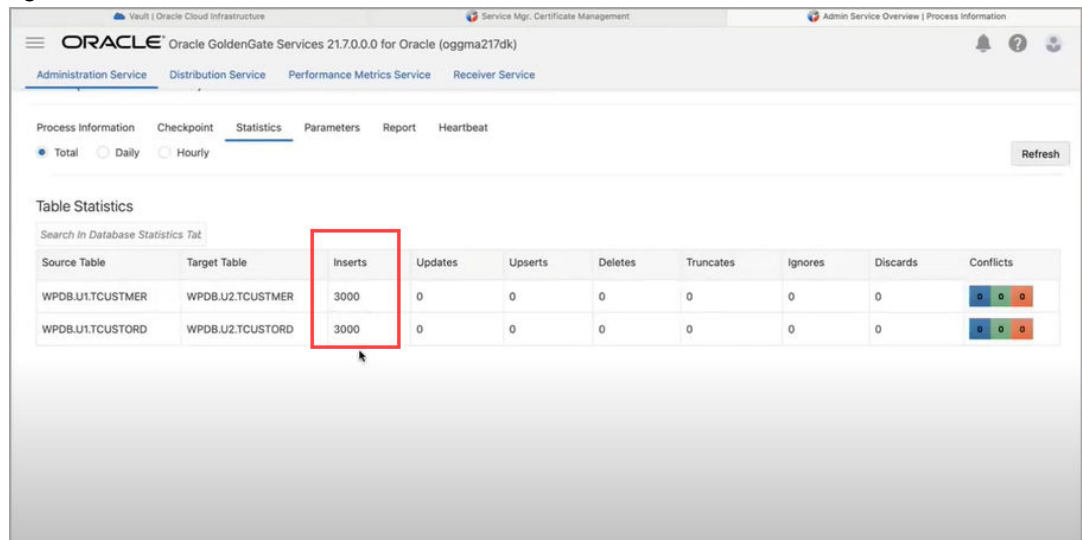 Vault | Oracle Cloud Infrastructure Service Mgr. Certificate Management Admin Service Overview | Process Information
ORACLE Oracle GoldenGate Services 21.7.0.0.0 for Oracle (oggma217dk)
Administration Service Distribution Service Performance Metrics Service Receiver Service
Process Information Checkpoint Statistics Parameters Report Heartbeat
Total Daily Hourly Refresh
Table Statistics
Search In Database Statistics Tab
Source Table Target Table Inserts Updates Upserts Deletes Truncates Ignores Discards Conflicts
WPDB.U1.TCUSTMER WPDB.U2.TCUSTMER 3000 0 0 0 0 0 0 0 0 0
WPDB.U1.TCUSTORD WPDB.U2.TCUSTORD 3000 0 0 0 0 0 0 0 0 0